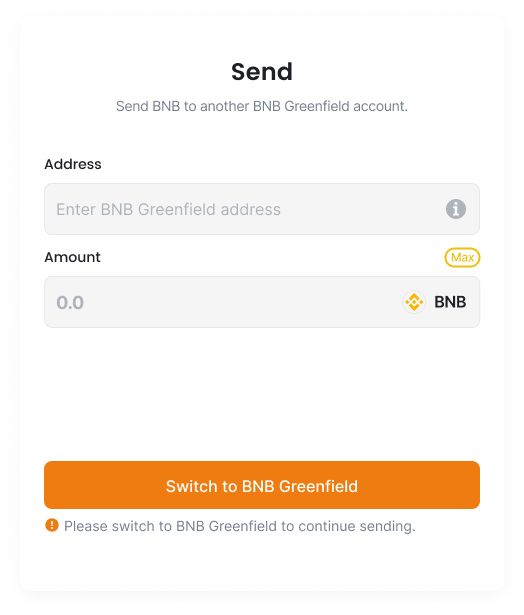 Send
Send BNB to another BNB Greenfield account.
Address
Enter BNB Greenfield address
Amount
Max
0.0
BNB
Switch to BNB Greenfield
Please switch to BNB Greenfield to continue sending.